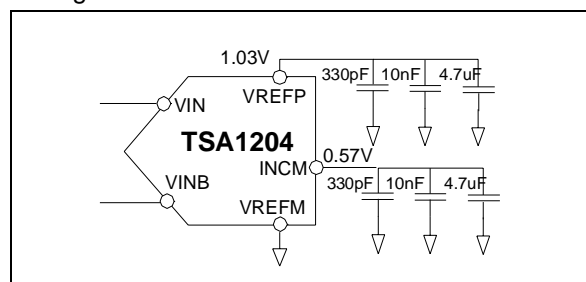 1.03V
330pF 10nF 4.7uF
VREFP
VIN
TSA1204
0.57V
INCM
330pF 10nF 4.7uF
VINB
VREFM